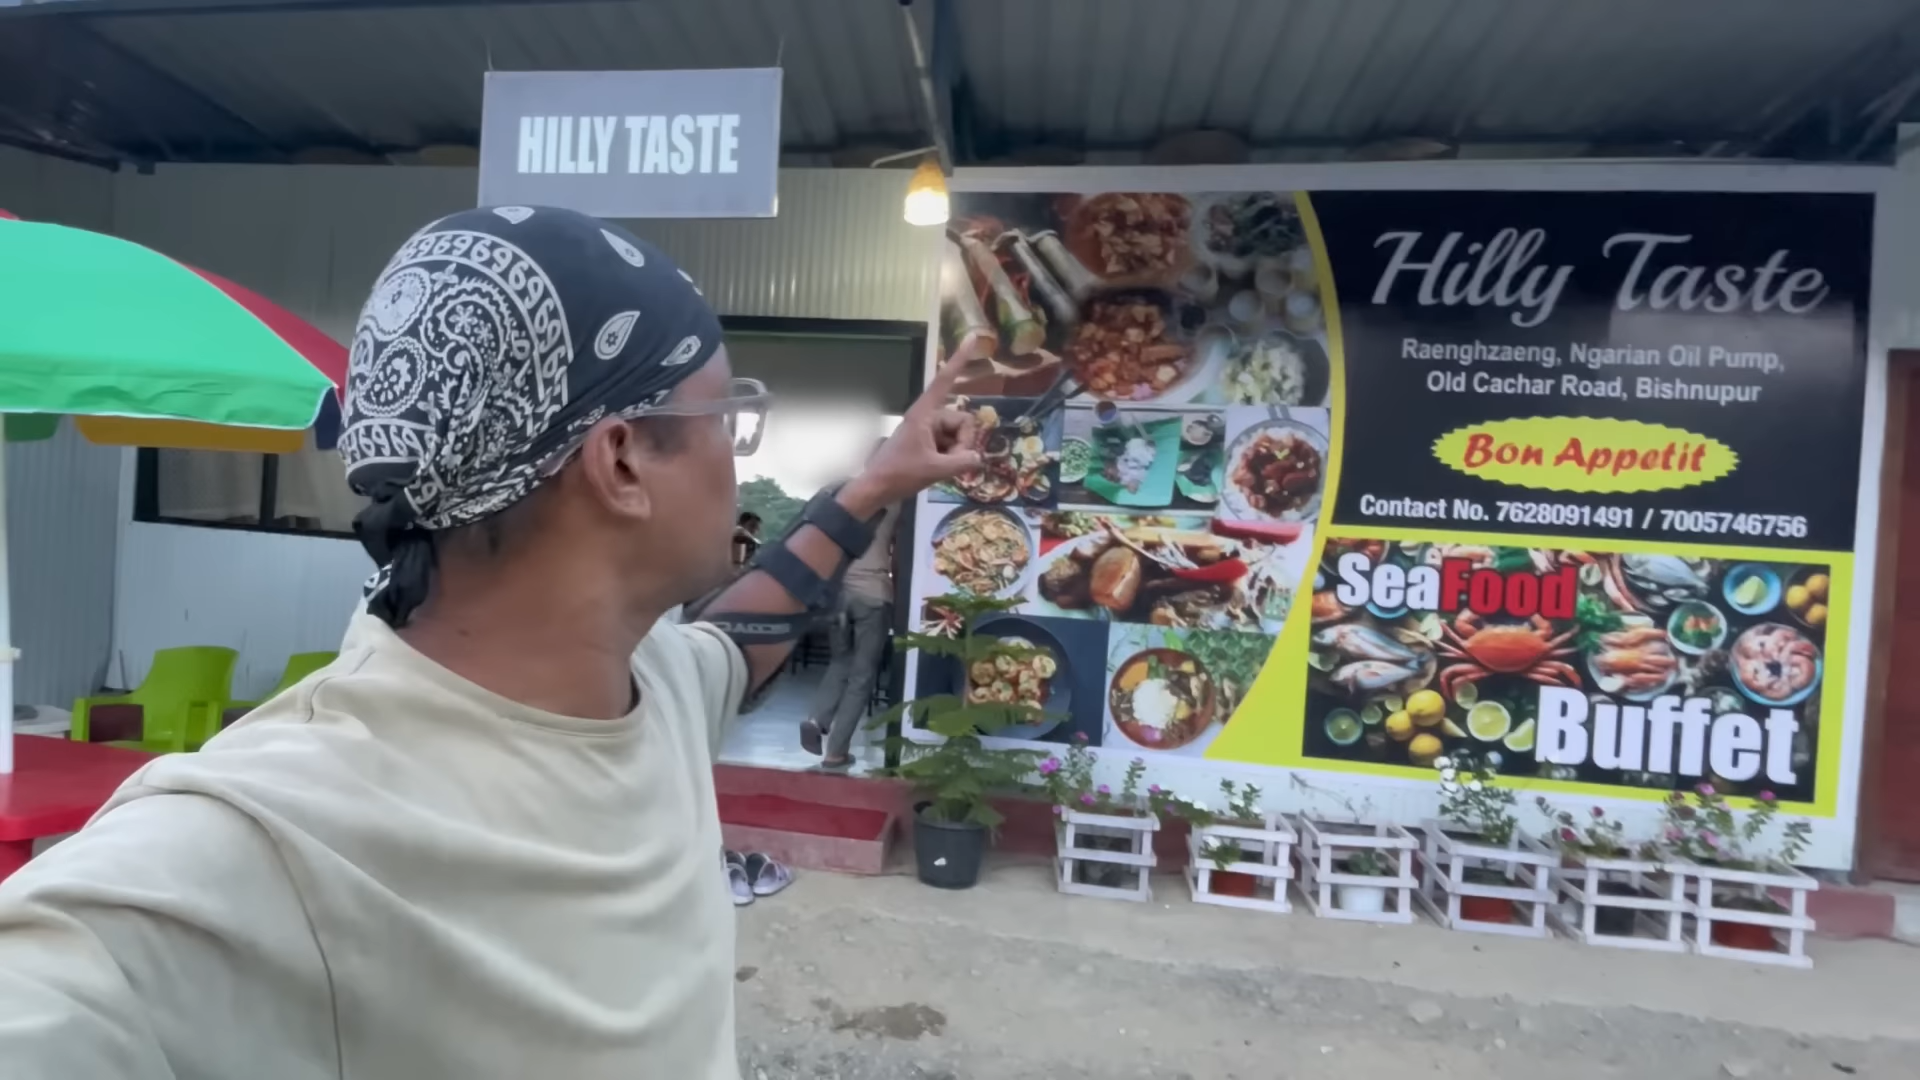 HILLY TASTE
Hilly Taste
Raenghzaeng, Ngarian Oil Pump,
Old Cachar Road, Bishnupur
Bon Appetit
Contact No. 7628091491 / 7005746756
SeaFood
Buffet